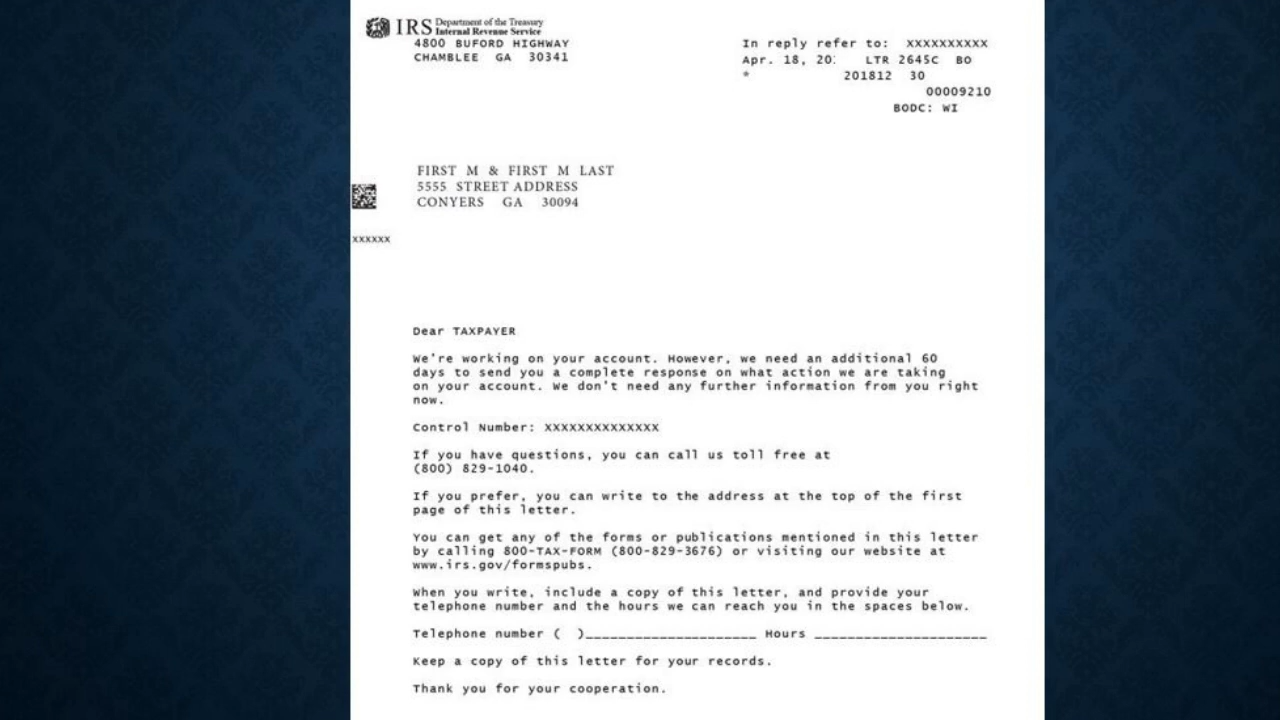 IRS Department of the Treasury
Internal Revenue Service
4800 BUFORD HIGHWAY
CHAMBLEE GA 30341
In reply refer to: XXXXXXXXXX
Apr. 18, 20 LTR 2645C BO
* 201812 30
00009210
BODC: WI
FIRST M & FIRST M LAST
5555 STREET ADDRESS
CONYERS GA 30094
XXXXXX
Dear TAXPAYER
We're working on your account. However, we need an additional 60
days to send you a complete response on what action we are taking
on your account. We don't need any further information from you right
now.
Control Number: XXXXXXXXXXXXXX
If you have questions, you can call us toll free at
(800) 829-1040.
If you prefer, you can write to the address at the top of the first
page of this letter.
You can get any of the forms or publications mentioned in this letter
by calling 800-TAX-FORM (800-829-3676) or visiting our website at
www.irs.gov/formspubs.
When you write, include a copy of this letter, and provide your
telephone number and the hours we can reach you in the spaces below.
Telephone number ( )______________________ Hours ______________________
Keep a copy of this letter for your records.
Thank you for your cooperation.